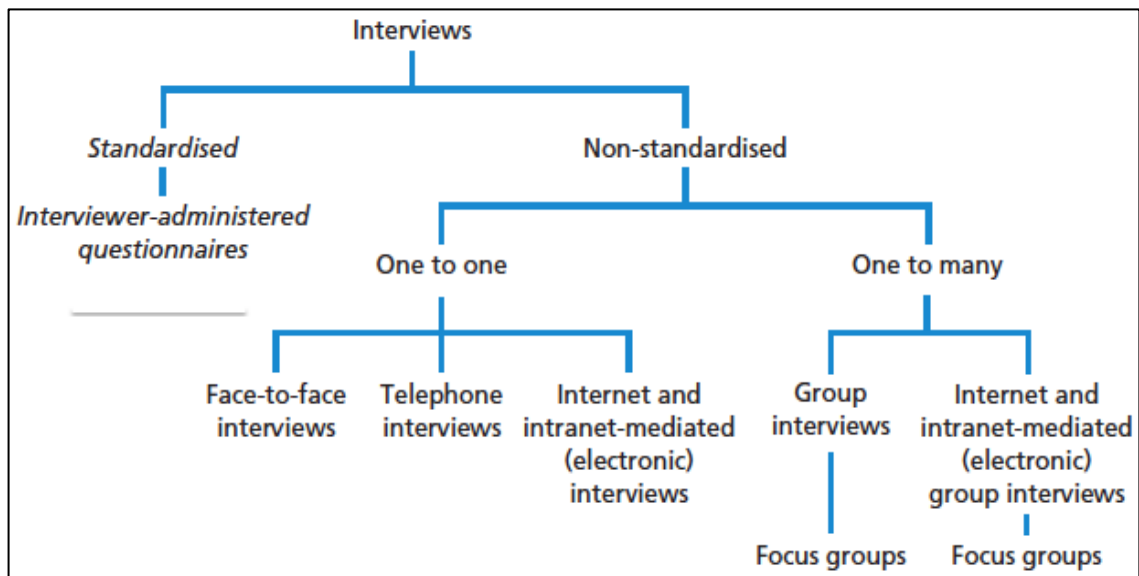 Interviews
Standardised
Non-standardised
Interviewer-administered
questionnaires
One to one
One to many
Face-to-face
interviews
Telephone
interviews
Internet and
intranet-mediated
(electronic)
interviews
Group
interviews
Internet and
intranet-mediated
(electronic)
group interviews
Focus groups
Focus groups